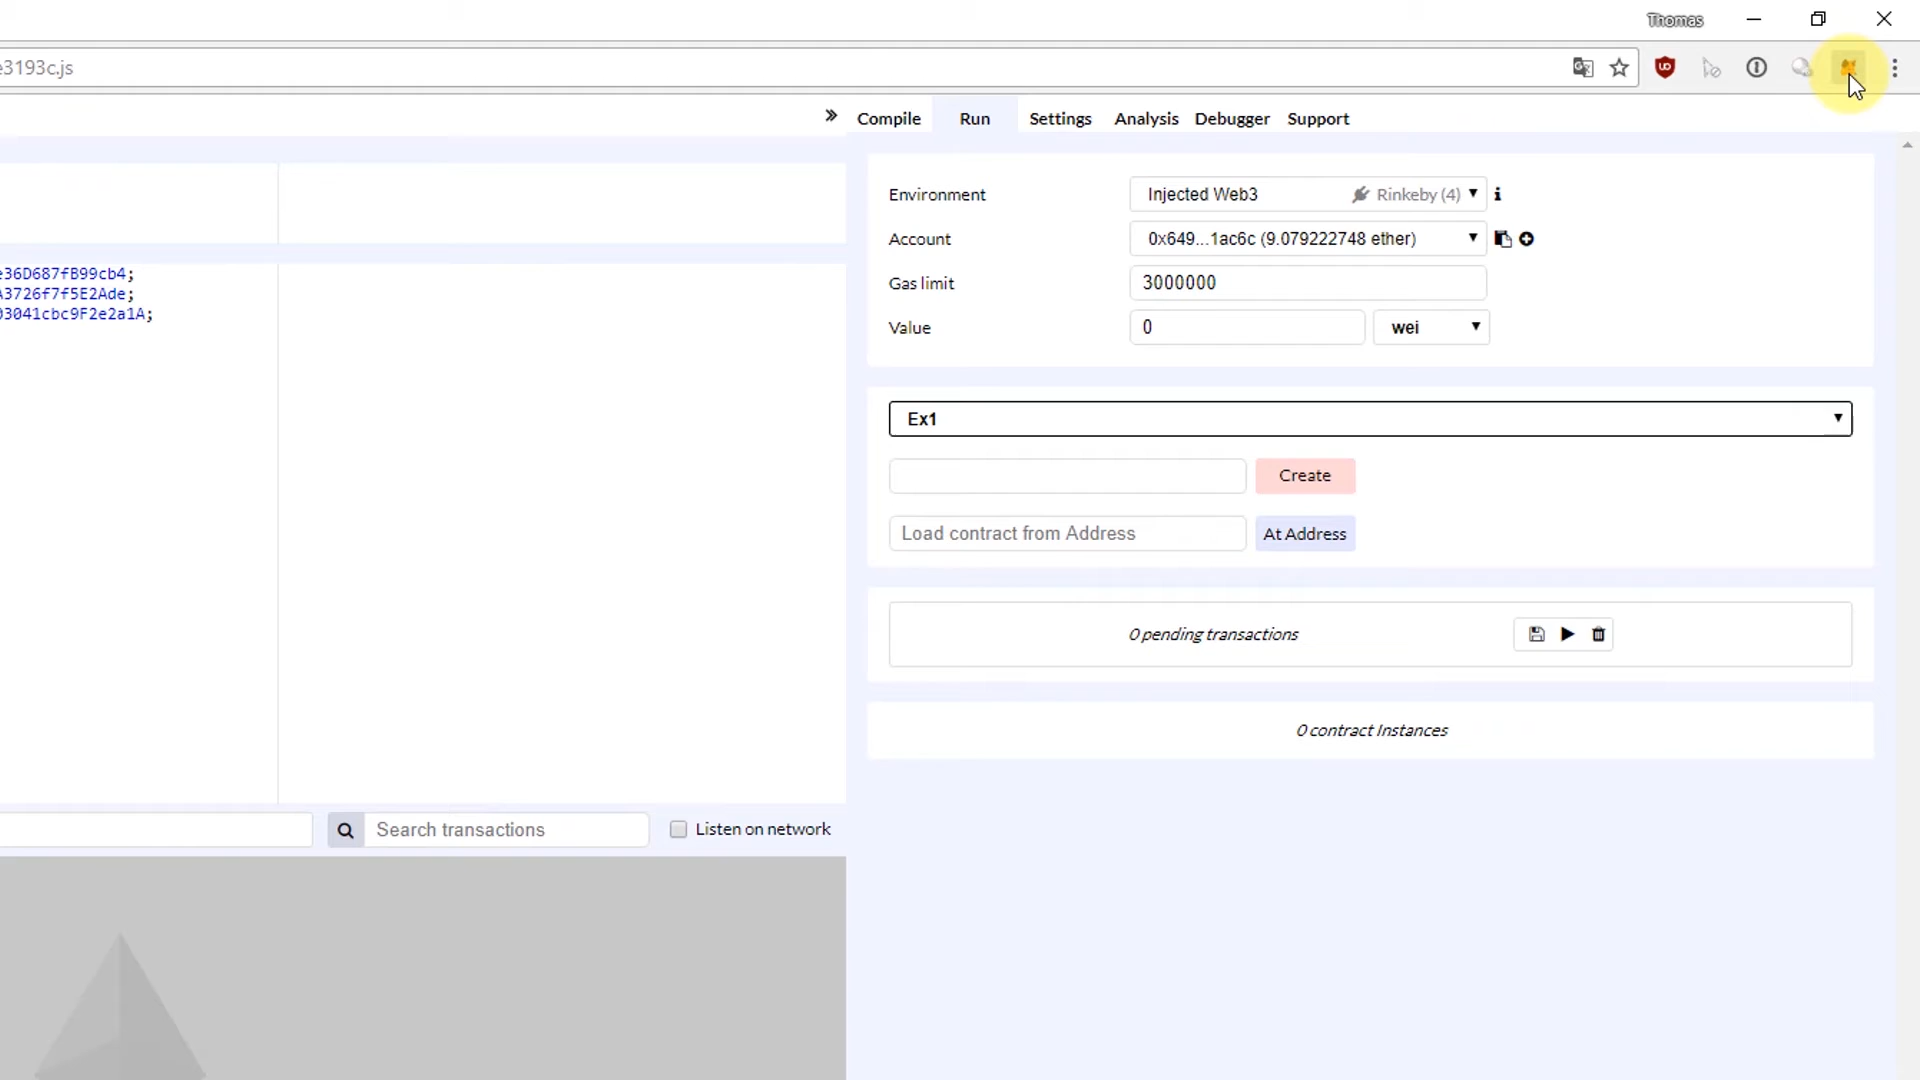 Thomas
e3193c.js
» Compile Run Settings Analysis Debugger Support
Environment Injected Web3 Rinkeby (4)
Account 0x649...1ac6c (9.079222748 ether)
Gas limit 3000000
Value 0 wei
e36D687fB99cb4;
A3726f7f5E2Ade;
03041cbc9F2e2a1A;
Ex1
Create
Load contract from Address At Address
0 pending transactions
0 contract Instances
Search transactions Listen on network